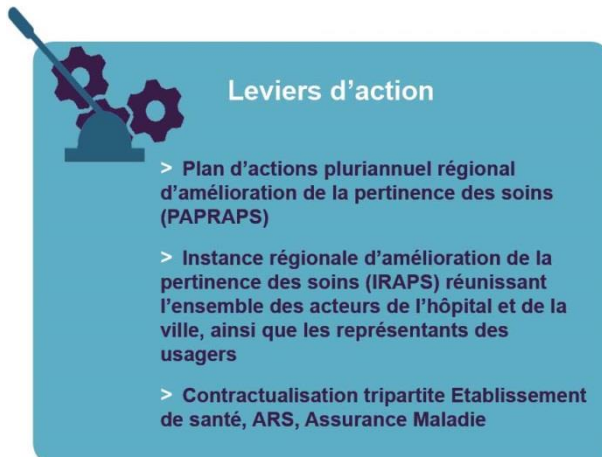 Leviers d’action
> Plan d’actions pluriannuel régional
d’amélioration de la pertinence des soins
(PAPRAPS)
> Instance régionale d’amélioration de la
pertinence des soins (IRAPS) réunissant
l’ensemble des acteurs de l’hôpital et de la
ville, ainsi que les représentants des
usagers
> Contractualisation tripartite Etablissement
de santé, ARS, Assurance Maladie